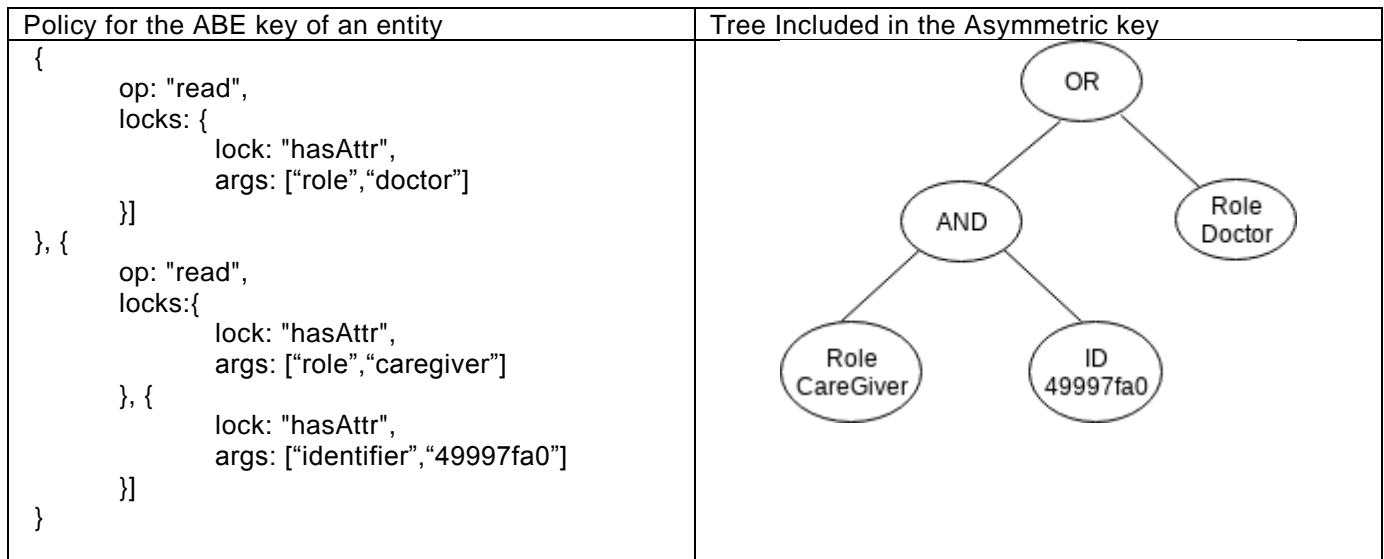 Policy for the ABE key of an entity
Tree Included in the Asymmetric key
{
op: "read",
locks: {
lock: "hasAttr",
args: [“role”,“doctor”]
}]
}, {
op: "read",
locks:{
lock: "hasAttr",
args: [“role”,“caregiver”]
}, {
lock: "hasAttr",
args: [“identifier”,“49997fa0”]
}]
}
OR
AND
Role
Doctor
Role
CareGiver
ID
49997fa0